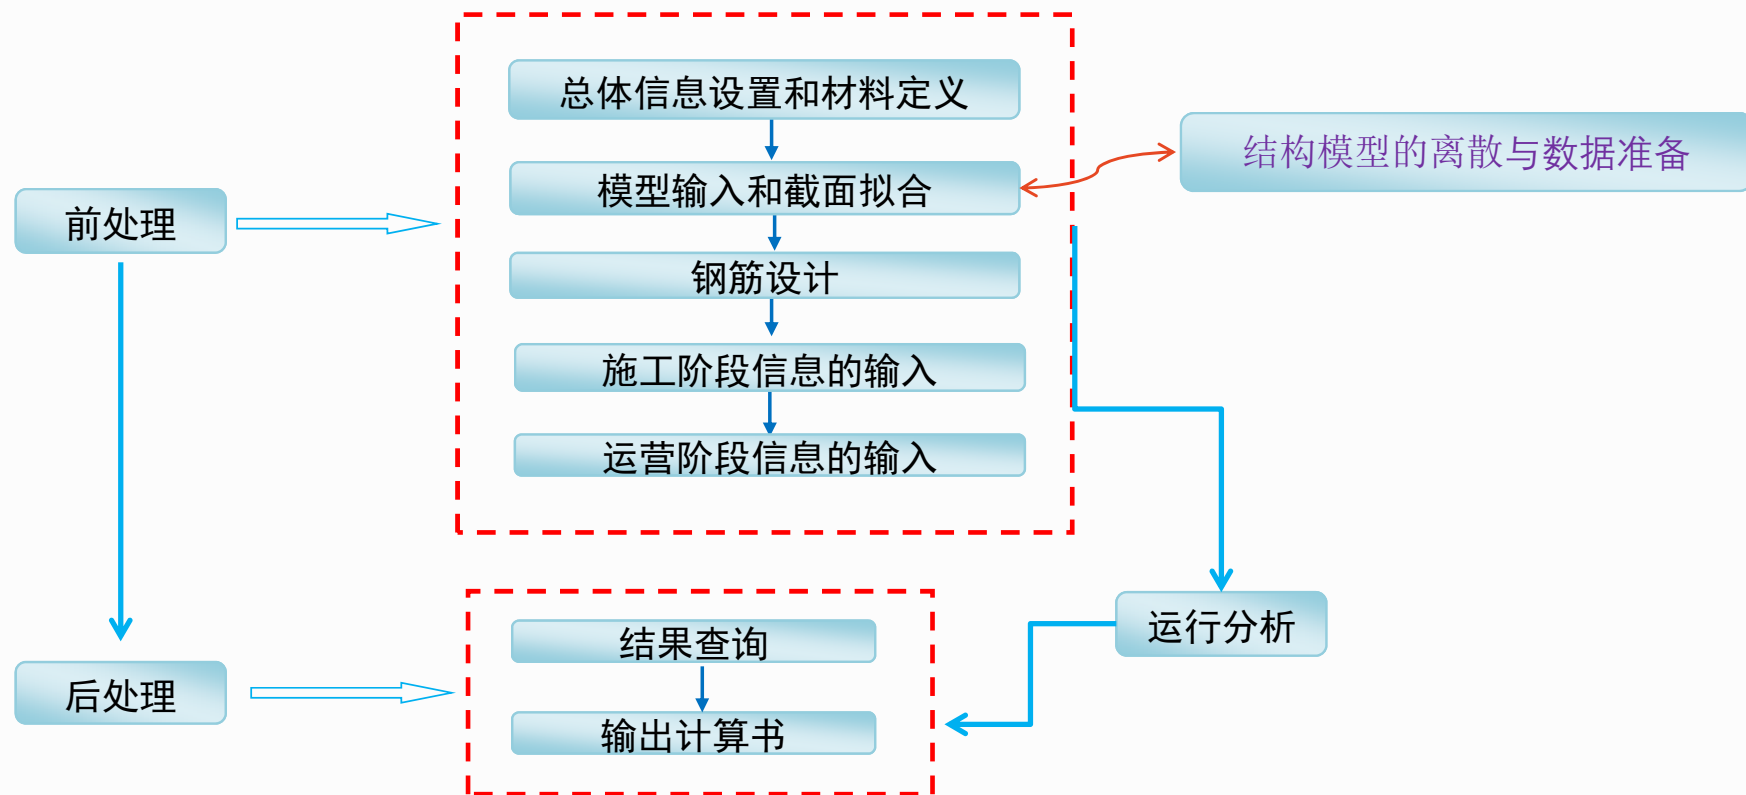 总体信息设置和材料定义
结构模型的离散与数据准备
模型输入和截面拟合
前处理
钢筋设计
施工阶段信息的输入
运营阶段信息的输入
运行分析
结果查询
后处理
输出计算书